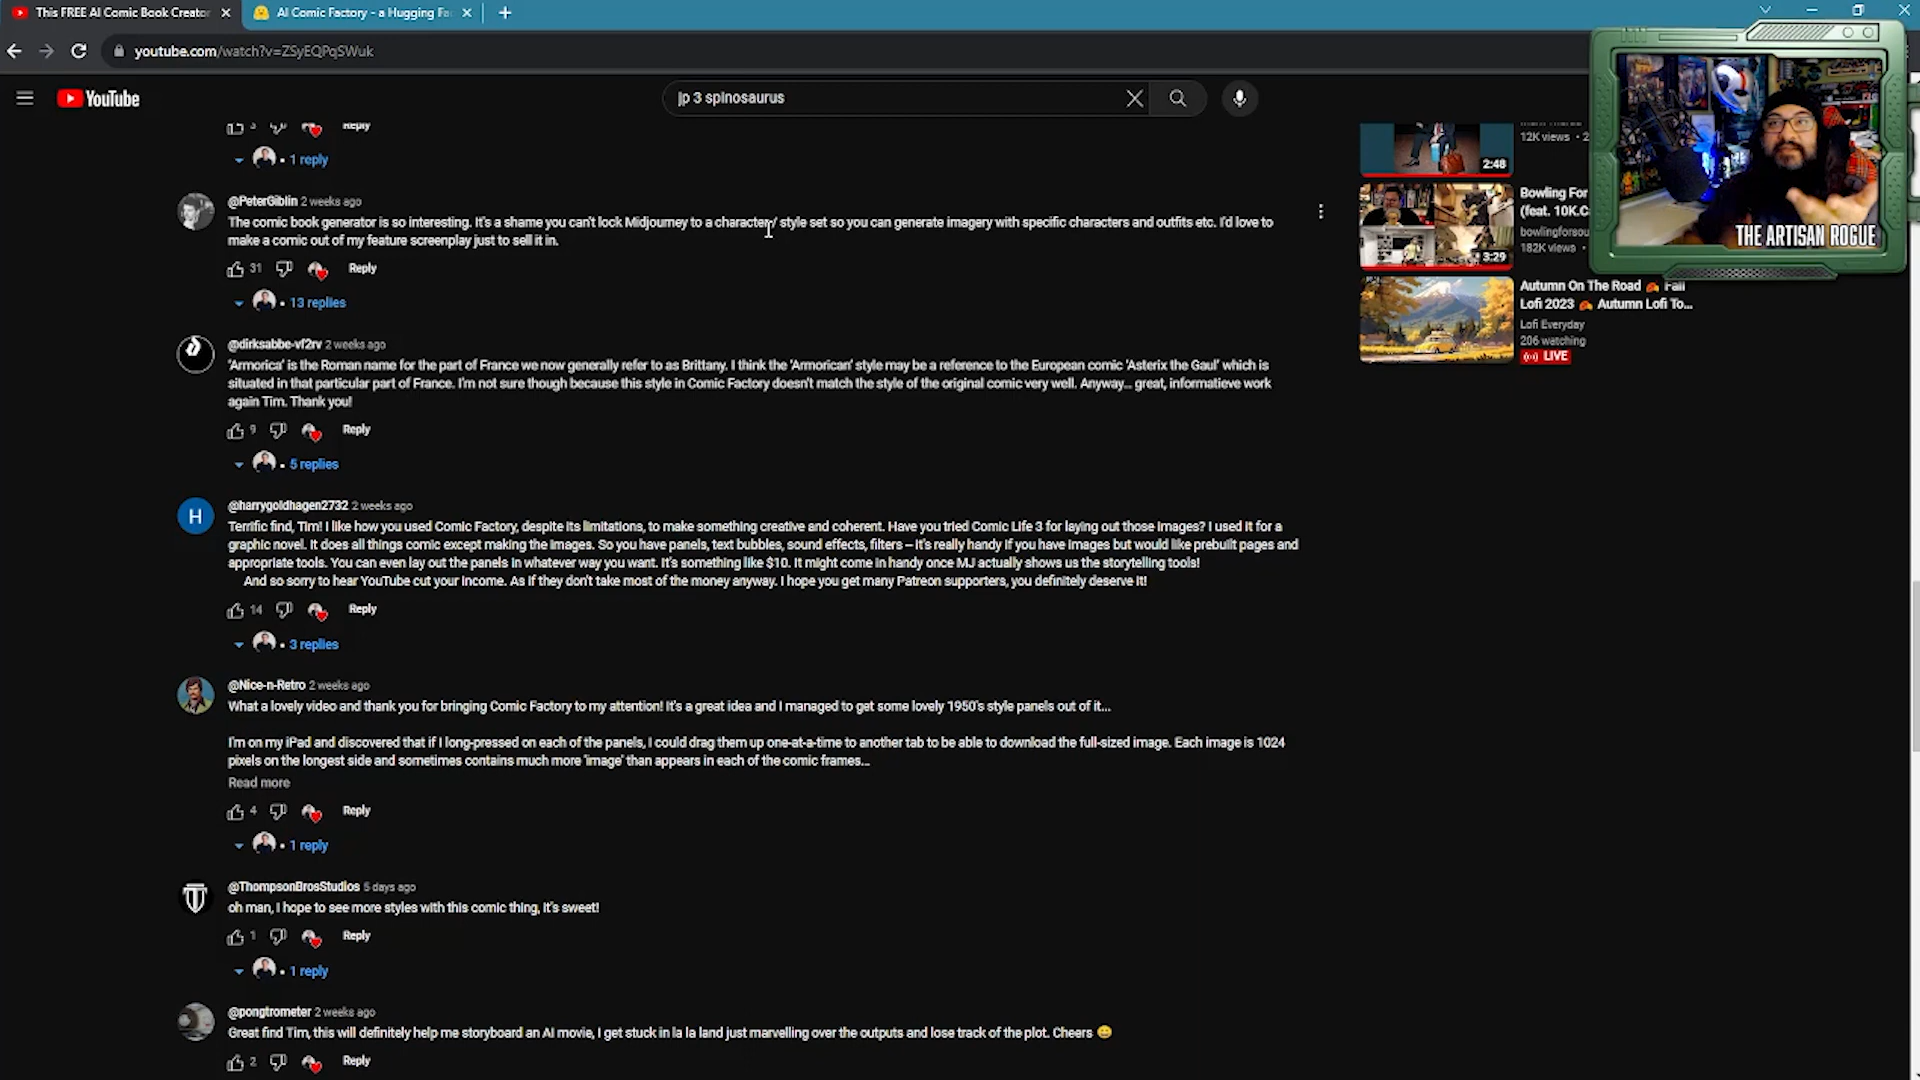 This FREE AI Comic Book Creator
AI Comic Factory - a Hugging Fa
youtube.com/watch?v=ZSyEQPqSWuk
YouTube
jp 3 spinosaurus
3 Reply
1 reply
@PeterGiblin 2 weeks ago
The comic book generator is so interesting. It's a shame you can't lock Midjourney to a character/ style set so you can generate imagery with specific characters and outfits etc. I'd love to
make a comic out of my feature screenplay just to sell it in.
31 Reply
13 replies
@dirksabbe-vf2rv 2 weeks ago
'Armorica' is the Roman name for the part of France we now generally refer to as Brittany. I think the 'Armorican' style may be a reference to the European comic 'Asterix the Gaul' which is
situated in that particular part of France. I'm not sure though because this style in Comic Factory doesn't match the style of the original comic very well. Anyway... great, informatieve work
again Tim. Thank you!
9 Reply
5 replies
@harrygoldhagen2732 2 weeks ago
Terrific find, Tim! I like how you used Comic Factory, despite its limitations, to make something creative and coherent. Have you tried Comic Life 3 for laying out those images? I used it for a
graphic novel. It does all things comic except making the images. So you have panels, text bubbles, sound effects, filters – it's really handy if you have images but would like prebuilt pages and
appropriate tools. You can even lay out the panels in whatever way you want. It's something like $10. It might come in handy once MJ actually shows us the storytelling tools!
And so sorry to hear YouTube cut your income. As if they don't take most of the money anyway. I hope you get many Patreon supporters, you definitely deserve it!
14 Reply
3 replies
@Nice-n-Retro 2 weeks ago
What a lovely video and thank you for bringing Comic Factory to my attention! It's a great idea and I managed to get some lovely 1950's style panels out of it...
I'm on my iPad and discovered that if I long-pressed on each of the panels, I could drag them up one-at-a-time to another tab to be able to download the full-sized image. Each image is 1024
pixels on the longest side and sometimes contains much more 'image' than appears in each of the comic frames...
Read more
4 Reply
1 reply
@ThompsonBrosStudios 5 days ago
oh man, I hope to see more styles with this comic thing, it's sweet!
1 Reply
1 reply
@pongtrometer 2 weeks ago
Great find Tim, this will definitely help me storyboard an AI movie, I get stuck in la la land just marvelling over the outputs and lose track of the plot. Cheers 😀
2 Reply
12K views • 2
2:48
Bowling For
(feat. 10K.C
bowlingforsou
182K views •
3:29
Autumn On The Road 🍂 Fall
Lofi 2023 🍂 Autumn Lofi To...
Lofi Everyday
206 watching
LIVE
THE ARTISAN ROGUE